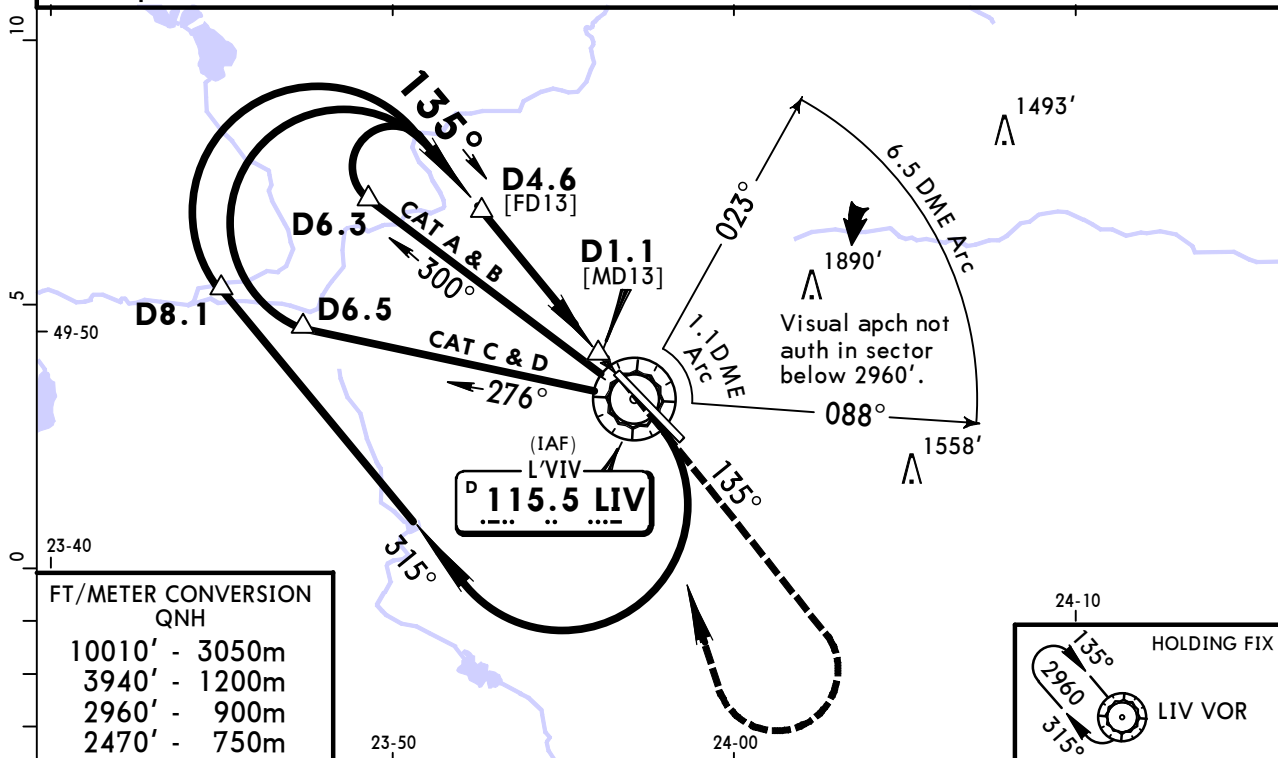 10
135°
1493'
6.5 DME Arc
D4.6
[FD13]
023°
D6.3
CAT A & B
300°
D1.1
[MD13]
1890'
5
D8.1
D6.5
49-50
CAT C & D
276°
1.1 DME
Arc
Visual apch not
auth in sector
below 2960'.
088°
1558'
(IAF)
L'VIV
D 115.5 LIV
135°
315°
0
23-40
FT/METER CONVERSION
QNH
10010' - 3050m
3940' - 1200m
2960' - 900m
2470' - 750m
23-50
24-00
24-10
HOLDING FIX
135°
2960
315°
LIV VOR